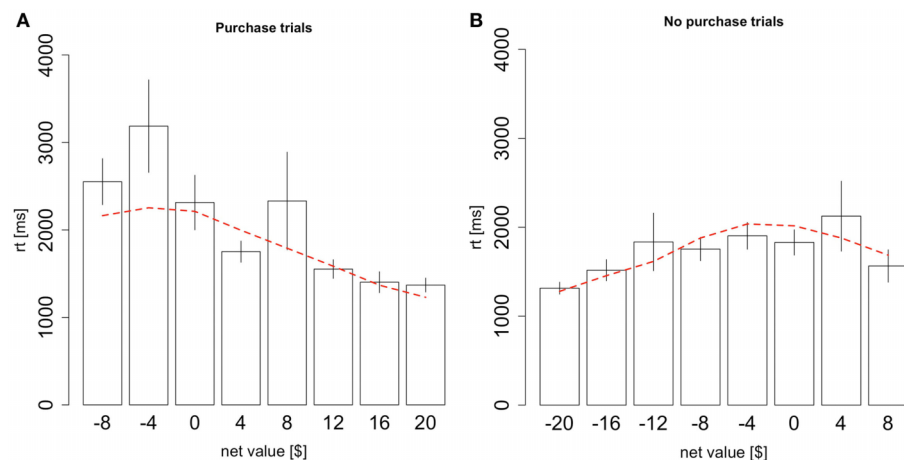 A
Purchase trials
4000
3000
2000
1000
0
rt [ms]
-8 -4 0 4 8 12 16 20
net value [$]
B
No purchase trials
4000
3000
2000
1000
0
rt [ms]
-20 -16 -12 -8 -4 0 4 8
net value [$]